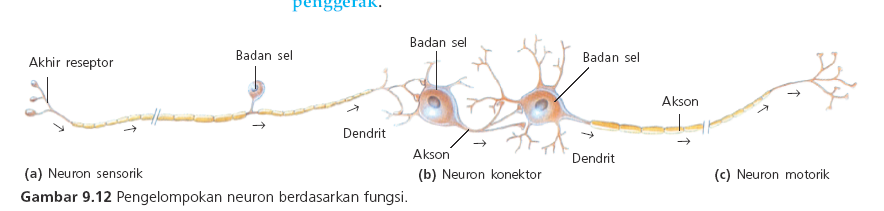 penggerak.
Badan sel
Badan sel
Badan sel
Akhir reseptor
Akson
Dendrit
Akson
Dendrit
(a) Neuron sensorik
(b) Neuron konektor
(c) Neuron motorik
Gambar 9.12 Pengelompokan neuron berdasarkan fungsi.